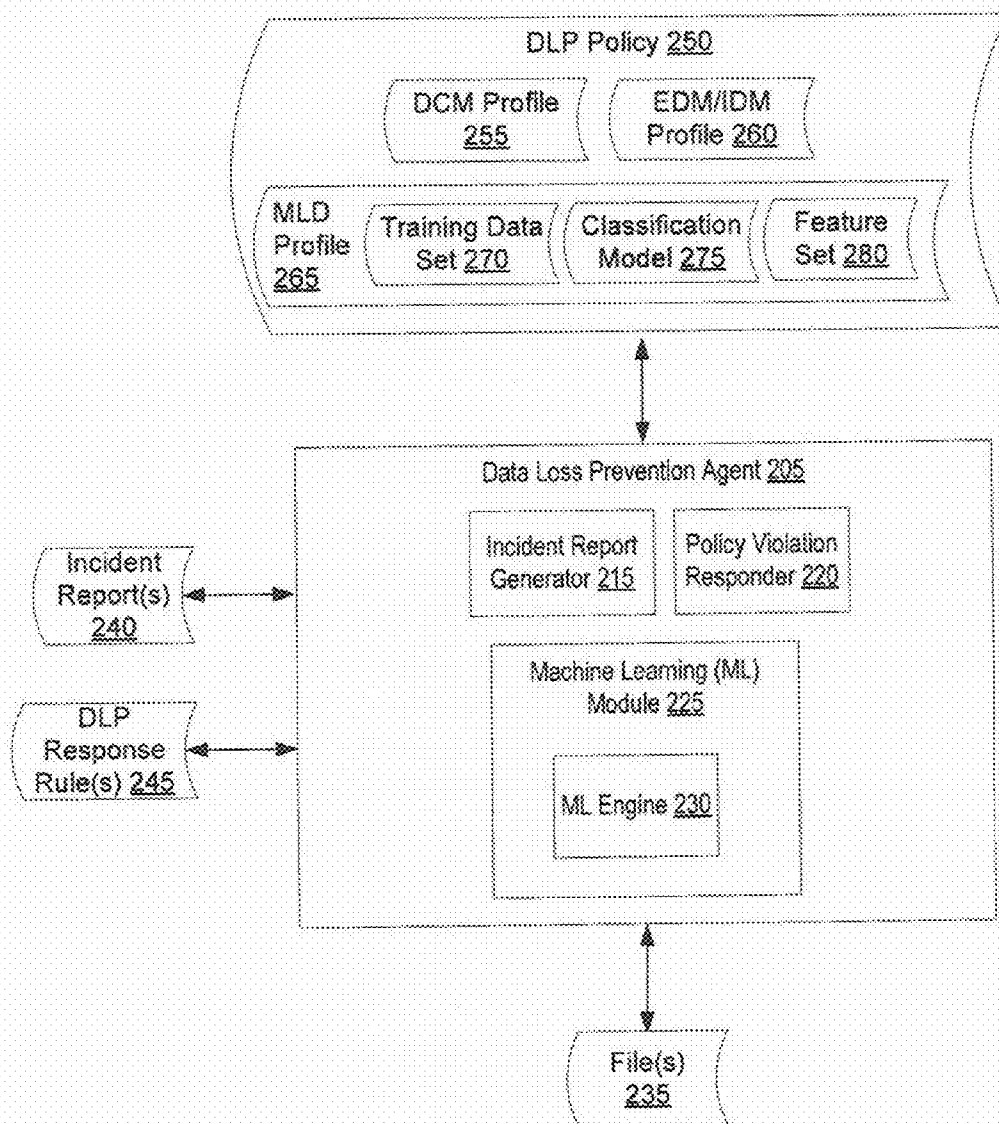 DLP Policy 250
DCM Profile
255
EDM/IDM
Profile 260
MLD
Profile
265
Training Data
Set 270
Classification
Model 275
Feature
Set 280
Data Loss Prevention Agent 205
Incident Report
Generator 215
Policy Violation
Responder 220
Incident
Report(s)
240
Machine Learning (ML)
Module 225
DLP
Response
Rule(s) 245
ML Engine 230
File(s)
235